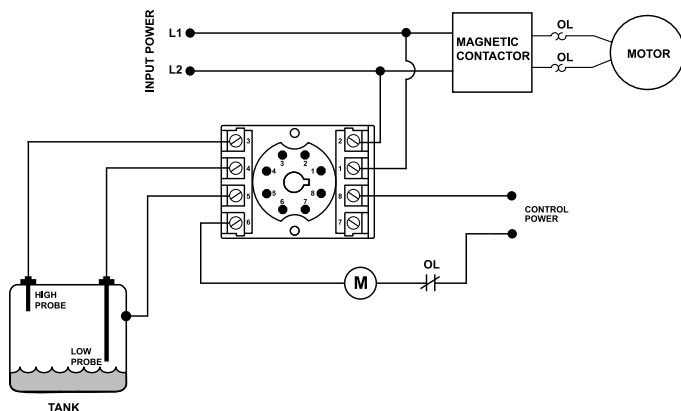 INPUT POWER
L1
L2
MAGNETIC
CONTACTOR
OL
OL
MOTOR
3
4
5
6
3
2
4
1
5
8
6
7
2
1
8
7
CONTROL
POWER
M
OL
HIGH
PROBE
LOW
PROBE
TANK